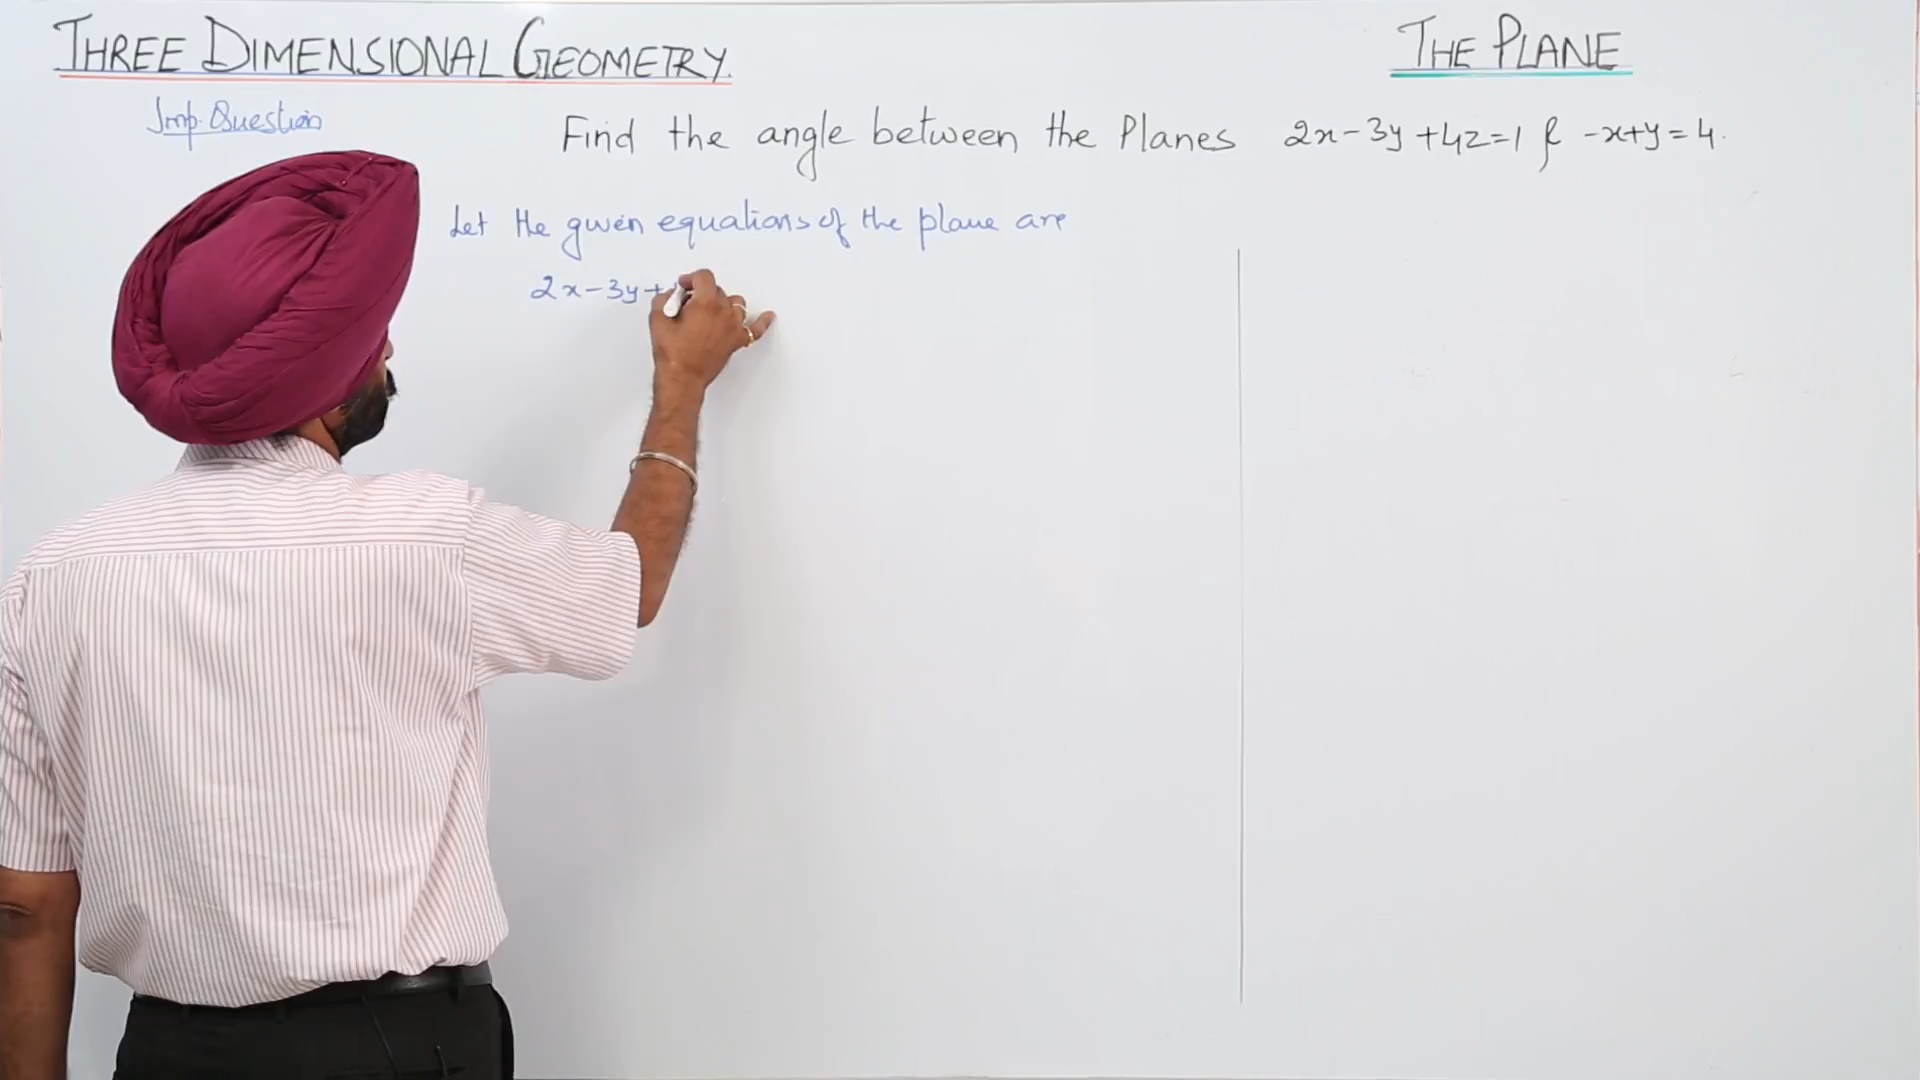 THREE DIMENSIONAL GEOMETRY.
THE PLANE
Imp. Question
Find the angle between the Planes 2x-3y+4z=1 & -x+y=4.
Let the given equations of the plane are
2x-3y+